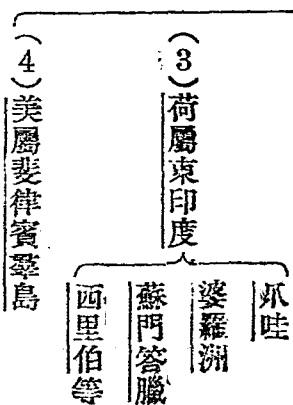 (3)荷屬東印度
爪哇
婆羅洲
蘇門答臘
西里伯等
(4)美屬斐律賓羣島